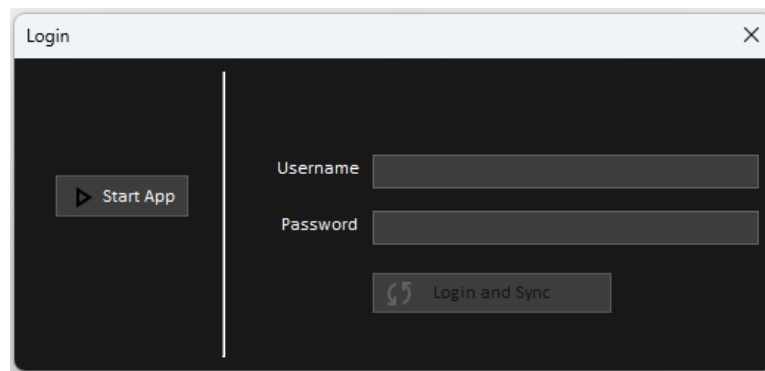 Login
Start App
Username
Password
Login and Sync